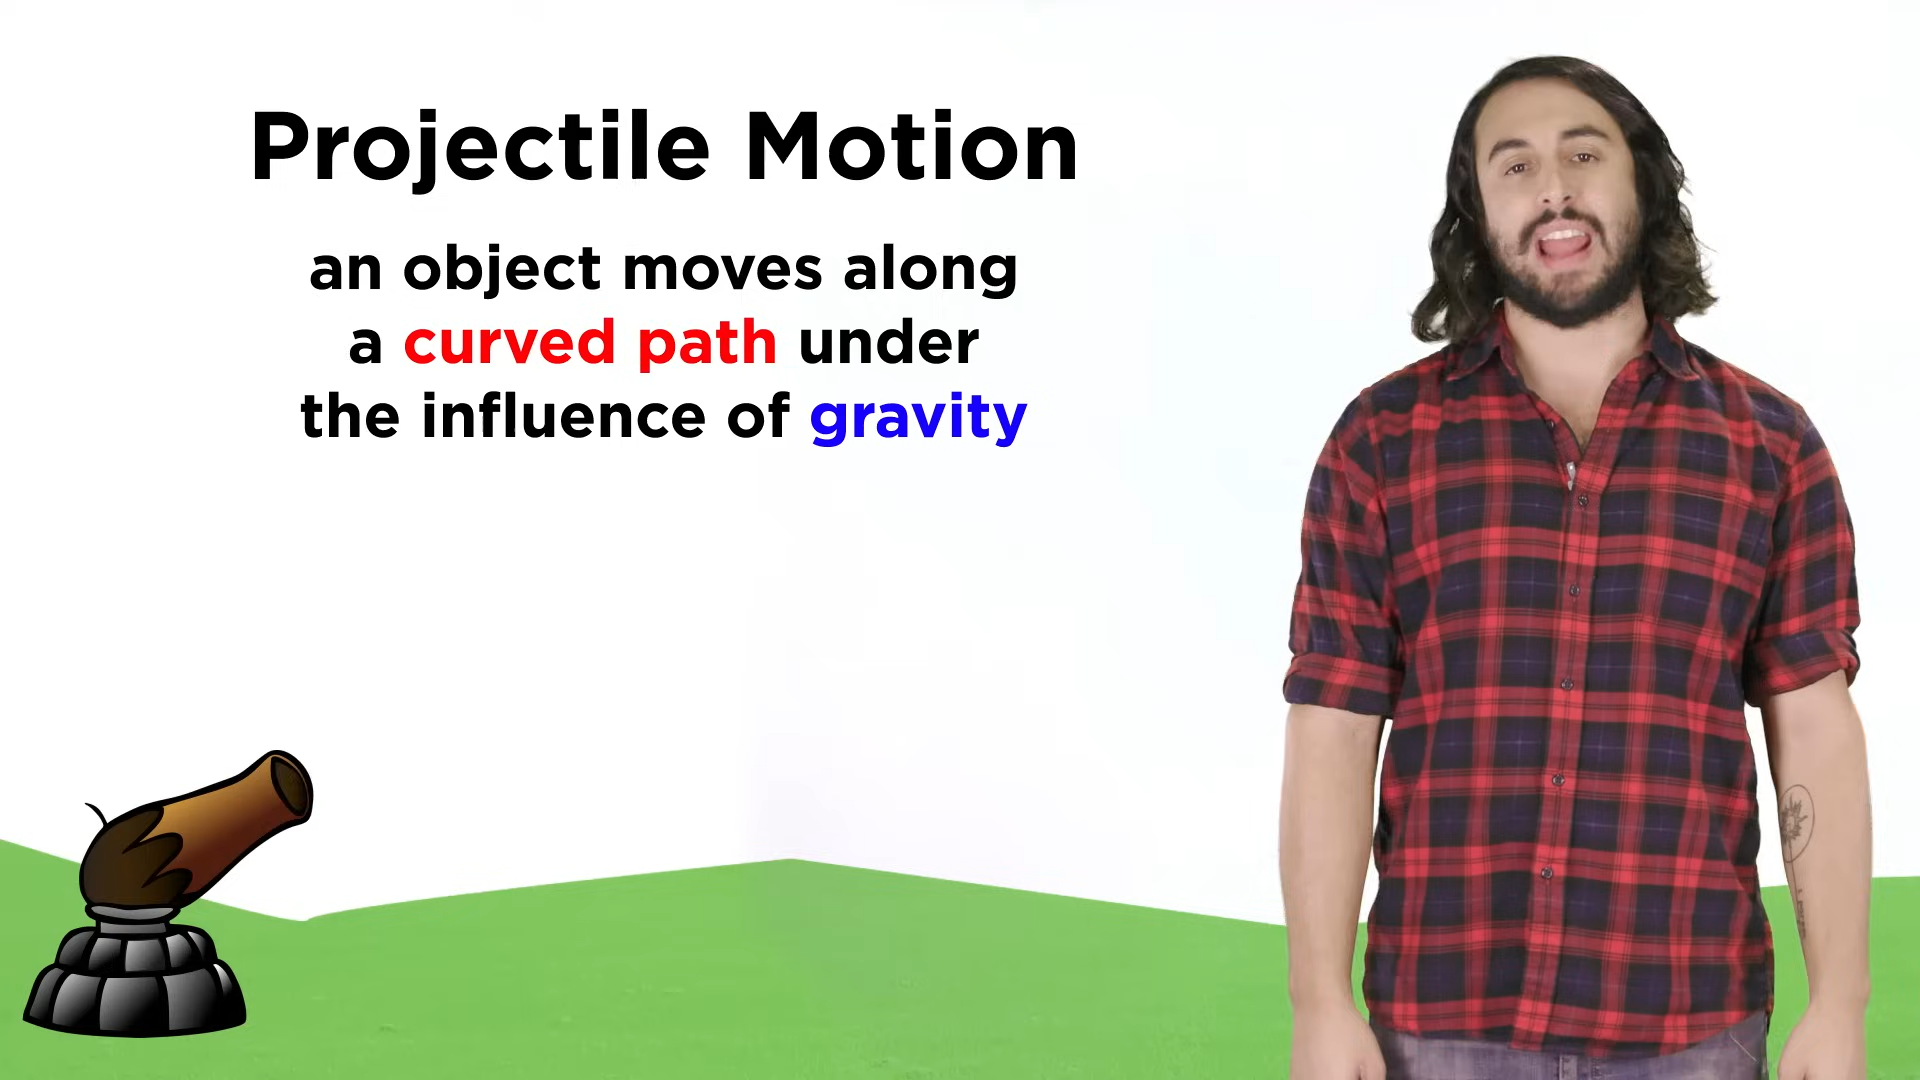 Projectile Motion
an object moves along
a curved path under
the influence of gravity